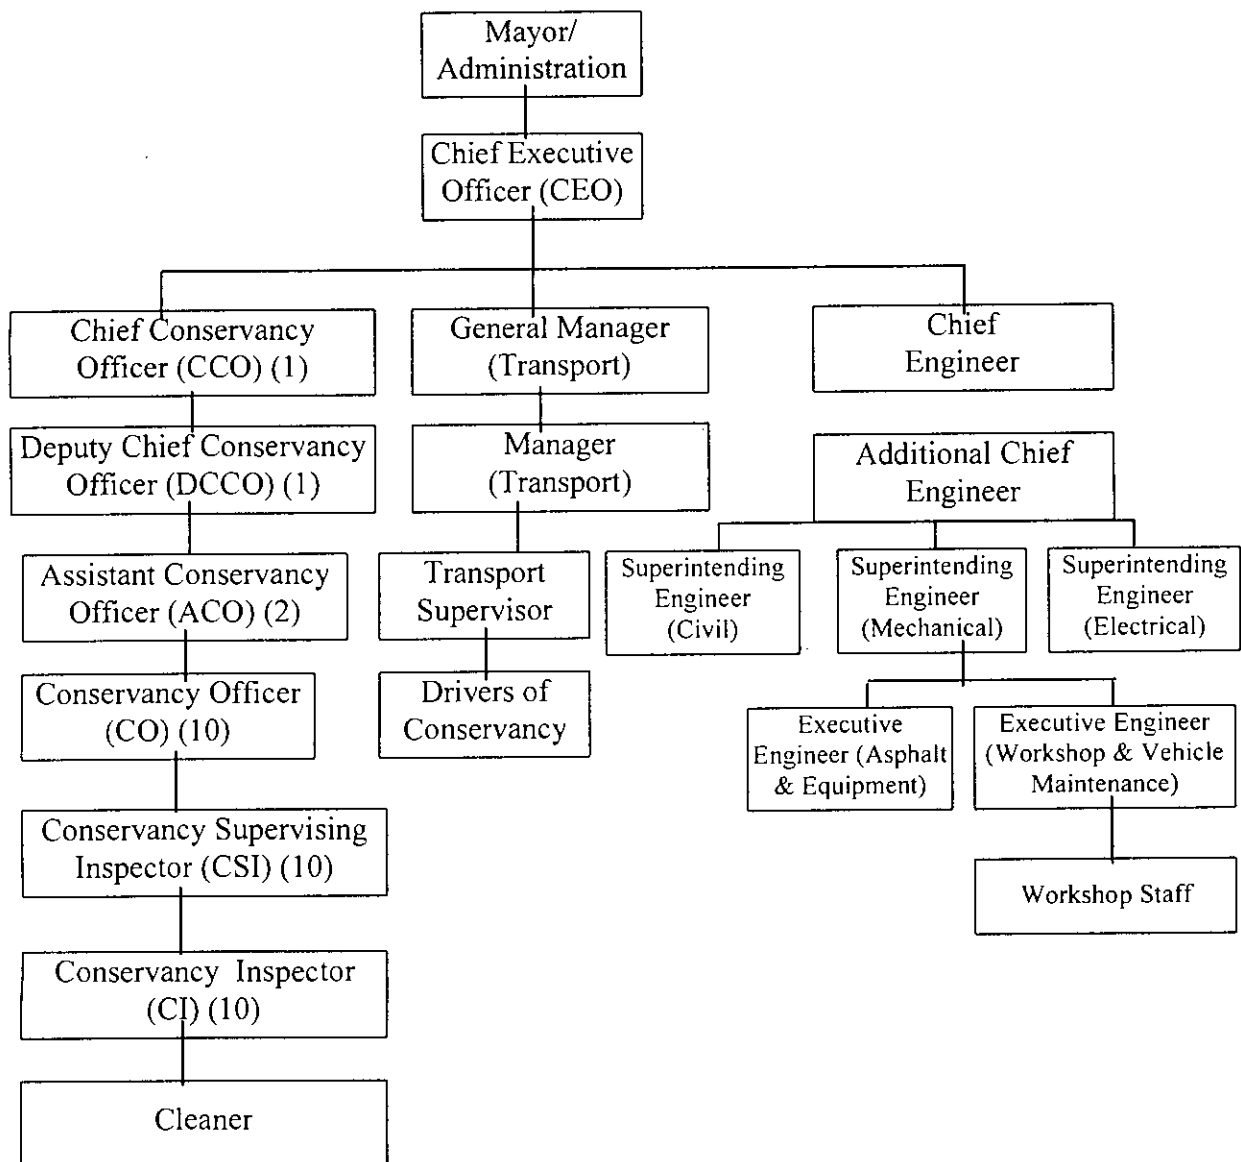 Mayor/
Administration
Chief Executive
Officer (CEO)
Chief Conservancy
Officer (CCO) (1)
General Manager
(Transport)
Chief
Engineer
Deputy Chief Conservancy
Officer (DCCO) (1)
Manager
(Transport)
Additional Chief
Engineer
Assistant Conservancy
Officer (ACO) (2)
Transport
Supervisor
Superintending
Engineer
(Civil)
Superintending
Engineer
(Mechanical)
Superintending
Engineer
(Electrical)
Conservancy Officer
(CO) (10)
Drivers of
Conservancy
Executive
Engineer (Asphalt
& Equipment)
Executive Engineer
(Workshop & Vehicle
Maintenance)
Conservancy Supervising
Inspector (CSI) (10)
Workshop Staff
Conservancy Inspector
(CI) (10)
Cleaner